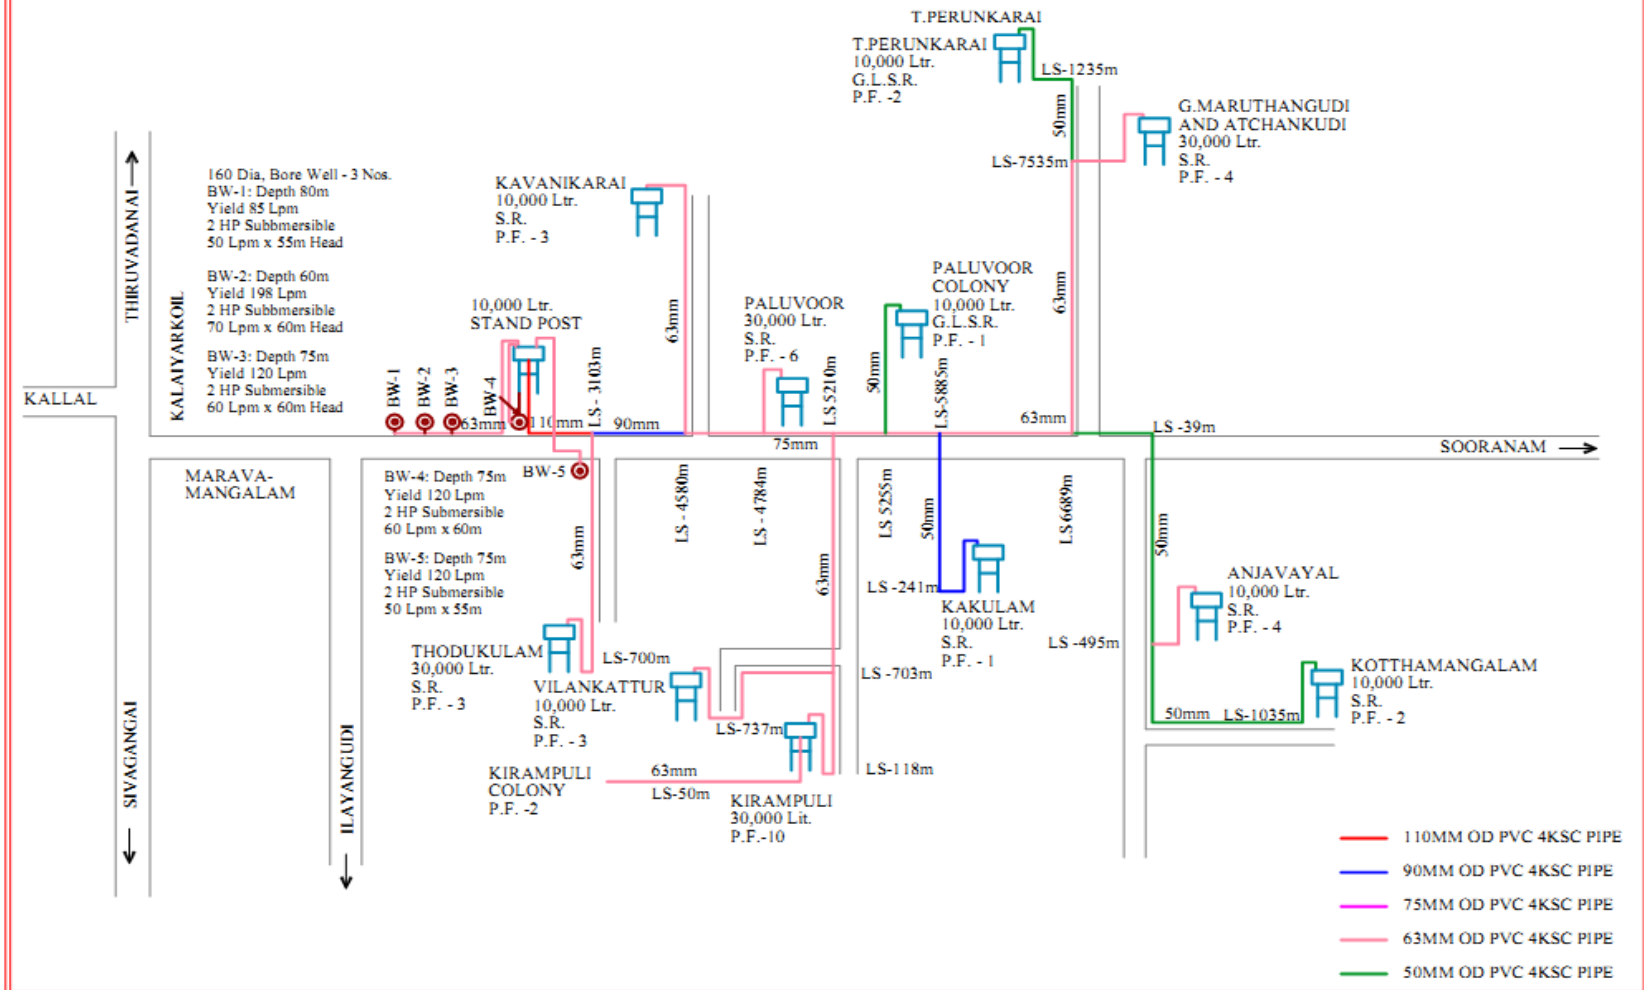 T.PERUNKARAI
T.PERUNKARAI
10,000 Ltr.
G.L.S.R.
P.F. -2
LS-1235m
50mm
G.MARUTHANGUDI
AND ATCHANKUDI
30,000 Ltr.
S.R.
P.F. - 4
LS-7535m
THIRUVADANAI
KALAIYARKOIL
160 Dia, Bore Well - 3 Nos.
BW-1: Depth 80m
Yield 85 Lpm
2 HP Subbmersible
50 Lpm x 55m Head
BW-2: Depth 60m
Yield 198 Lpm
2 HP Subbmersible
70 Lpm x 60m Head
BW-3: Depth 75m
Yield 120 Lpm
2 HP Submersible
60 Lpm x 60m Head
KAVANIKARAI
10,000 Ltr.
S.R.
P.F. - 3
63mm
10,000 Ltr.
STAND POST
PALUVOOR
30,000 Ltr.
S.R.
P.F. - 6
PALUVOOR
COLONY
10,000 Ltr.
G.L.S.R.
P.F. - 1
63mm
50mm
LS 5210m
LS-5885m
LS - 3103m
KALLAL
BW-1
BW-2
BW-3
BW-4
63mm
110mm
90mm
75mm
63mm
LS -39m
SOORANAM
MARAVA-
MANGALAM
BW-5
BW-4: Depth 75m
Yield 120 Lpm
2 HP Submersible
60 Lpm x 60m
BW-5: Depth 75m
Yield 120 Lpm
2 HP Submersible
50 Lpm x 55m
63mm
LS - 4580m
LS - 4784m
63mm
LS 5255m
50mm
LS 6689m
50mm
LS-241m
KAKULAM
10,000 Ltr.
S.R.
P.F. - 1
ANJAVAYAL
10,000 Ltr.
S.R.
P.F. - 4
LS -495m
THODUKULAM
30,000 Ltr.
S.R.
P.F. - 3
LS-700m
VILANKATTUR
10,000 Ltr.
S.R.
P.F. - 3
LS -703m
KOTTHAMANGALAM
10,000 Ltr.
S.R.
P.F. - 2
50mm
LS-1035m
LS-737m
LS-118m
KIRAMPULI
COLONY
P.F. -2
63mm
LS-50m
KIRAMPULI
30,000 Lit.
P.F.-10
SIVAGANGAI
ILAYANGUDI
110MM OD PVC 4KSC PIPE
90MM OD PVC 4KSC PIPE
75MM OD PVC 4KSC PIPE
63MM OD PVC 4KSC PIPE
50MM OD PVC 4KSC PIPE